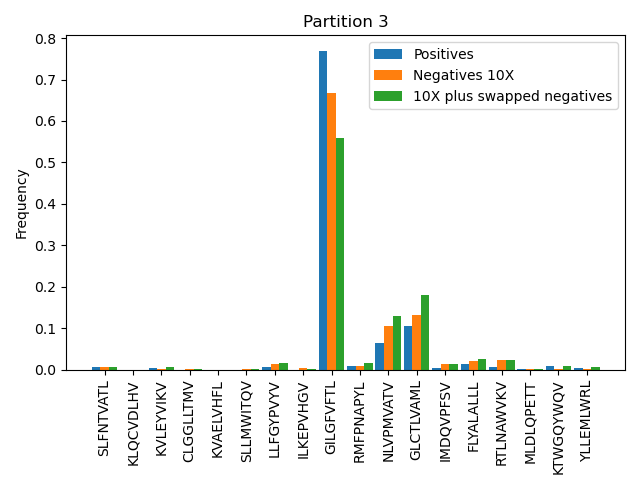 Partition 3
Positives
Negatives 10X
10X plus swapped negatives
Frequency
0.8
0.7
0.6
0.5
0.4
0.3
0.2
0.1
0.0
SLFNTVATL
KLQCVDLHV
KVLEYVIKV
CLGGLLTMV
KVAELVHFL
SLLMWITQV
LLFGYPVYV
ILKEPVHGV
GILGFVFTL
RMFPNAPYL
NLVPMVATV
GLCTLVAML
IMDQVPFSV
FLYALALLL
RTLNAWVKV
MLDLQPETT
KTWGQYWQV
YLLEMLWRL